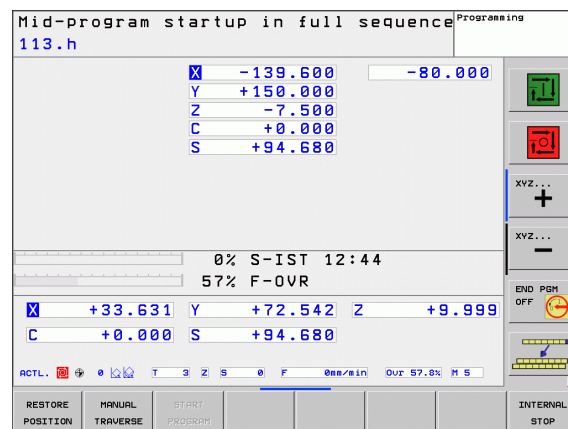 Mid-program startup in full sequence
Programming
113.h
X -139.600 -80.000
Y +150.000
Z -7.500
C +0.000
S +94.680
XYZ...
+
XYZ...
-
0% S-IST 12:44
57% F-OVR
END PGM
OFF
X +33.631 Y +72.542 Z +9.999
C +0.000 S +94.680
ACTL. 0 T 3 Z S 0 F 0mm/min Ovr 57.8% M 5
RESTORE POSITION
MANUAL TRAVERSE
START PROGRAM
INTERNAL STOP